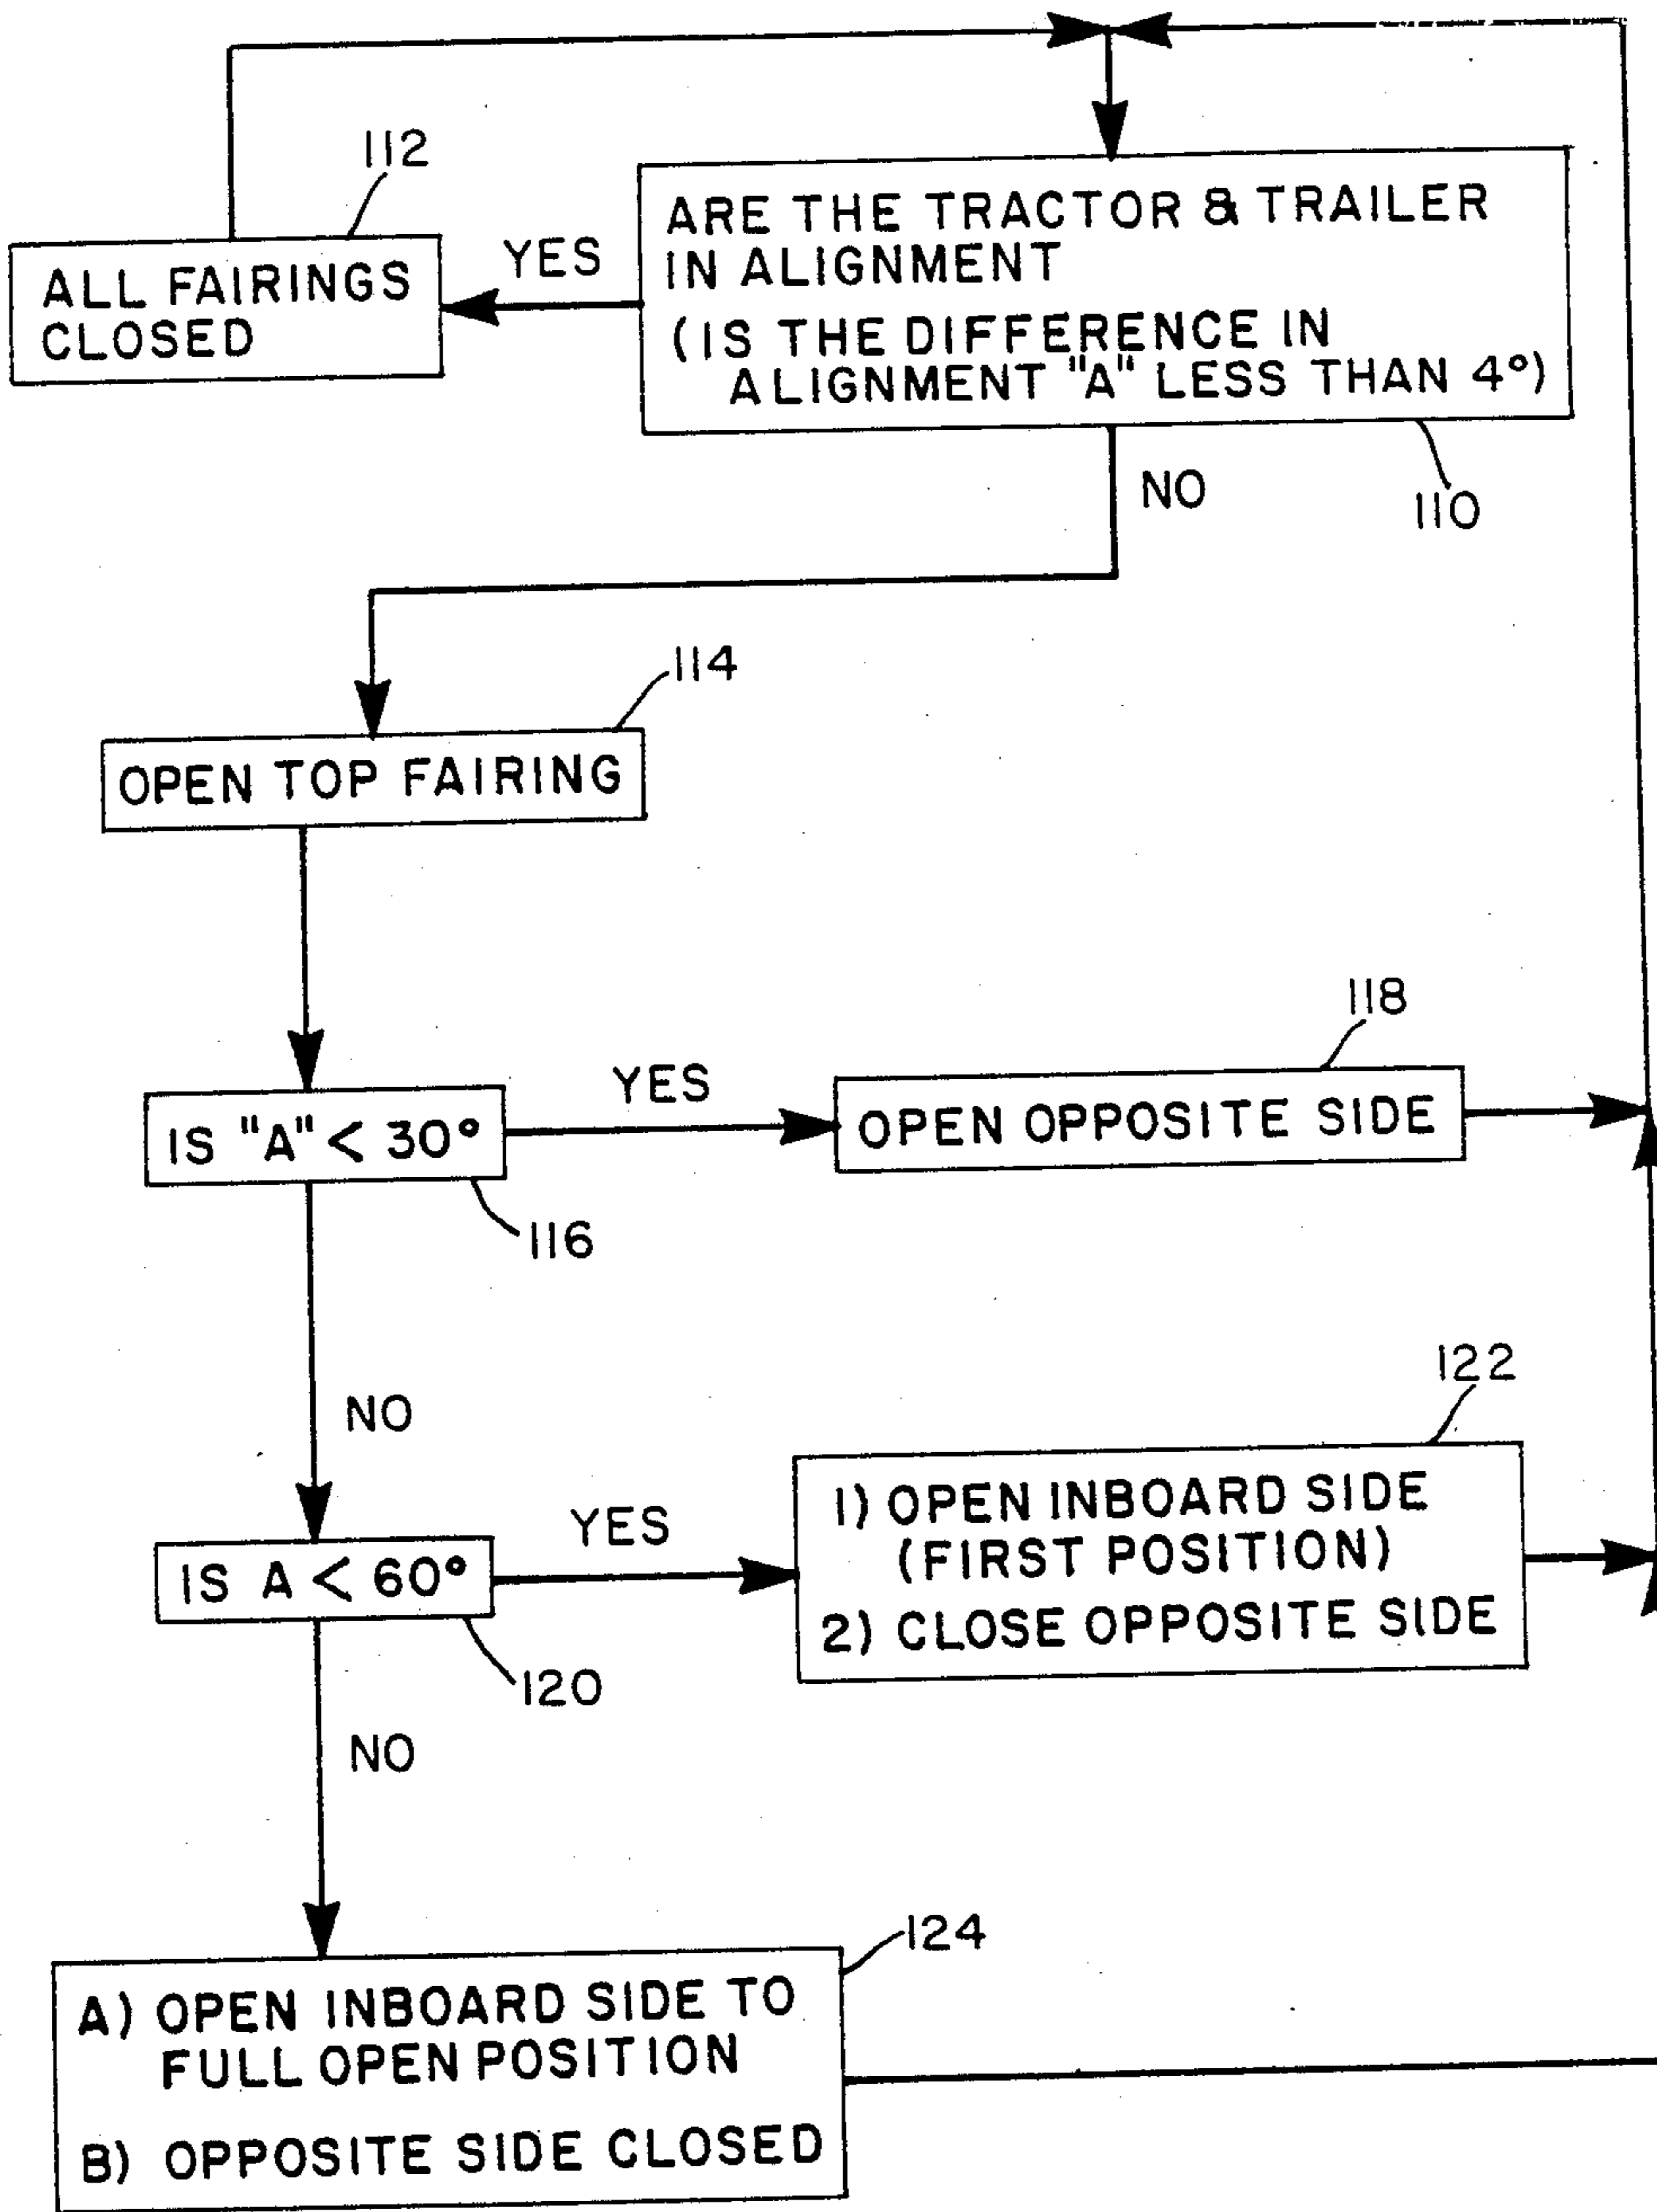 112
ARE THE TRACTOR & TRAILER
IN ALIGNMENT
(IS THE DIFFERENCE IN
ALIGNMENT "A" LESS THAN 4°)
YES
ALL FAIRINGS
CLOSED
NO
110
114
OPEN TOP FAIRING
118
YES
IS "A" < 30°
OPEN OPPOSITE SIDE
116
NO
122
YES
IS A < 60°
1) OPEN INBOARD SIDE
(FIRST POSITION)
2) CLOSE OPPOSITE SIDE
120
NO
124
A) OPEN INBOARD SIDE TO
FULL OPEN POSITION
B) OPPOSITE SIDE CLOSED